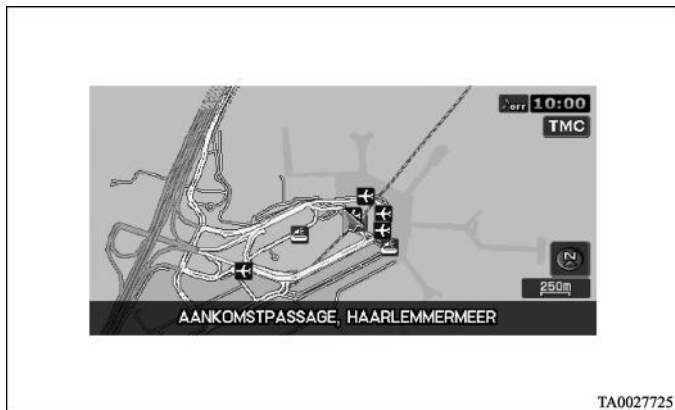 OFF 10:00
TMC
N
250m
AANKOMSTPASSAGE, HAARLEMMERMEER
TA0027725